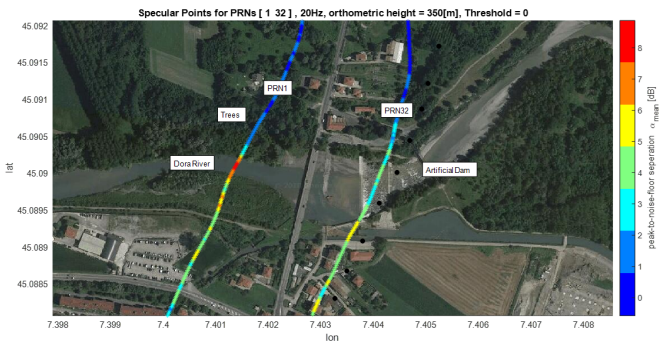 Specular Points for PRNs [ 1 32 ] , 20Hz, orthometric height = 350[m], Threshold = 0
45.092
45.0915
45.091
45.0905
45.09
45.0895
45.089
45.0885
lat
PRN1
Trees
PRN32
Dora River
Artificial Dam
7.398 7.399 7.4 7.401 7.402 7.403 7.404 7.405 7.406 7.407 7.408
lon
8
7
6
5
4
3
2
1
0
peak-to-noise-floor seperation α mean [dB]